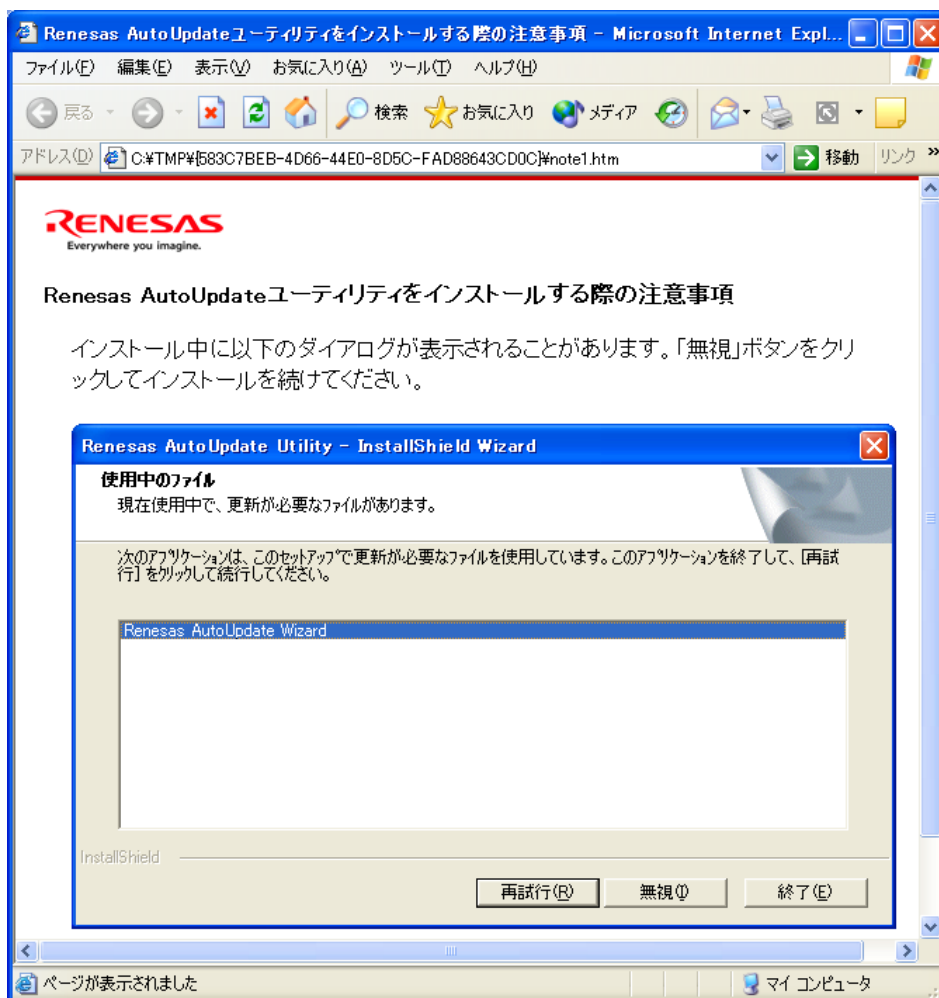 Renesas AutoUpdateユーティリティをインストールする際の注意事項 - Microsoft Internet Expl...
ファイル(F) 編集(E) 表示(V) お気に入り(A) ツール(T) ヘルプ(H)
戻る 検索 お気に入り メディア
アドレス(D) C:¥TMP¥{583C7BEB-4D66-44E0-8D5C-FAD88643CD0C}¥note1.htm 移動 リンク »
RENESAS
Everywhere you imagine.
Renesas AutoUpdateユーティリティをインストールする際の注意事項
インストール中に以下のダイアログが表示されることがあります。「無視」ボタンをクリ
ックしてインストールを続けてください。
Renesas AutoUpdate Utility - InstallShield Wizard
使用中のファイル
現在使用中で、更新が必要なファイルがあります。
次のアプリケーションは、このセットアップで更新が必要なファイルを使用しています。このアプリケーションを終了して、[再試
行] をクリックして続行してください。
Renesas AutoUpdate Wizard
InstallShield
再試行(R) 無視(I) 終了(E)
ページが表示されました マイ コンピュータ